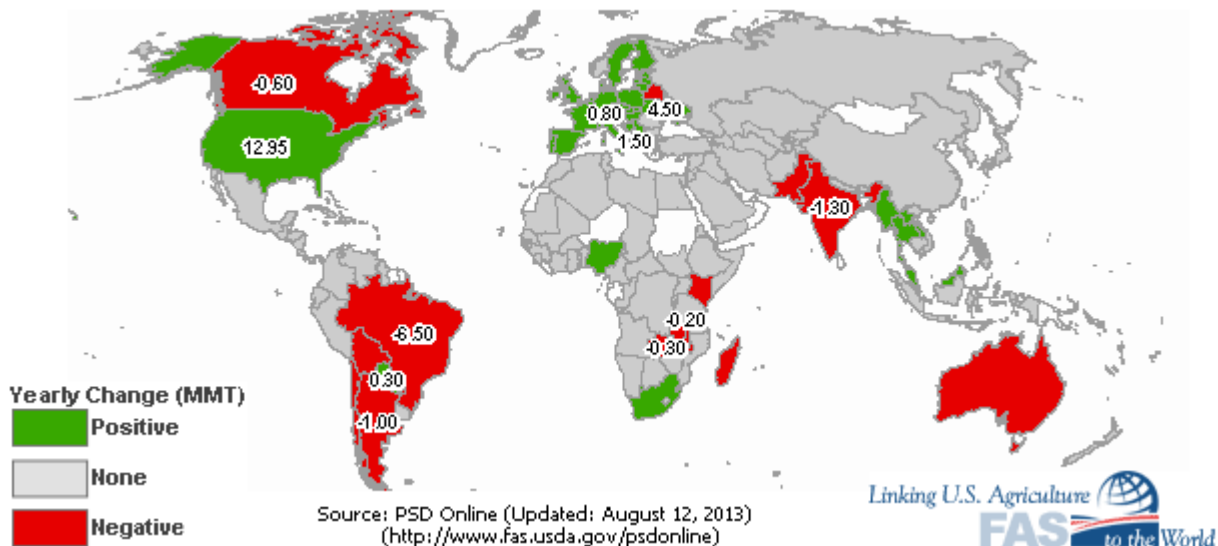 -0.60
12.95
0.80
4.50
1.50
-1.30
-0.20
-0.30
-6.50
0.30
-1.00
Yearly Change (MMT)
Positive
None
Negative
Source: PSD Online (Updated: August 12, 2013)
(http://www.fas.usda.gov/psdonline)
Linking U.S. Agriculture
FAS
to the World